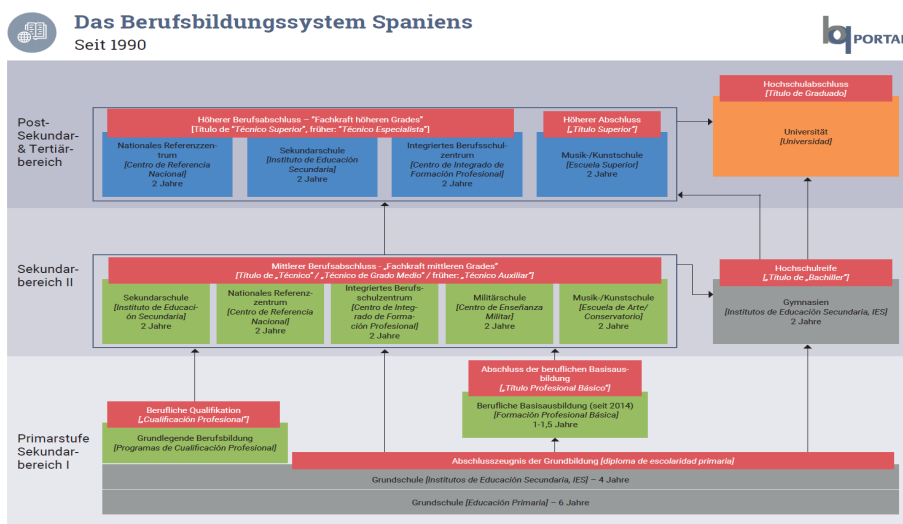 Das Berufsbildungssystem Spaniens
Seit 1990
bq PORTAL
Post-
Sekundar-
& Tertiär-
bereich
Höherer Berufsabschluss – "Fachkraft höheren Grades"
[Título de "Técnico Superior", früher: "Técnico Especialista"]
Nationales Referenzzen-
trum
[Centro de Referencia
Nacional]
2 Jahre
Sekundarschule
[Instituto de Educación
Secundaria]
2 Jahre
Integriertes Berufsschul-
zentrum
[Centro de Integrado de
Formación Profesional]
2 Jahre
Höherer Abschluss
[„Título Superior"]
Musik-/Kunstschule
[Escuela Superior]
2 Jahre
Hochschulabschluss
[Título de Graduado]
Universität
[Universidad]
Sekundar-
bereich II
Mittlerer Berufsabschluss - „Fachkraft mittleren Grades"
[Título de „Técnico" / „Técnico de Grado Medio" / früher: „Técnico Auxiliar"]
Sekundarschule
[Instituto de Educaci-
ón Secundaria]
2 Jahre
Nationales Referenz-
zentrum
[Centro de Referencia
Nacional]
2 Jahre
Integriertes Berufs-
schulzentrum
[Centro de Integ-
rado de Forma-
ción Profesional]
2 Jahre
Militärschule
[Centro de Enseñanza
Militar]
2 Jahre
Musik-/Kunstschule
[Escuela de Arte/
Conservatorio]
2 Jahre
Hochschulreife
[„Título de „Bachiller"]
Gymnasien
[Institutos de Educación Secundaria, IES]
2 Jahre
Primarstufe
Sekundar-
bereich I
Berufliche Qualifikation
[„Cualificación Profesional"]
Grundlegende Berufsbildung
[Programas de Cualificación Profesional]
Abschluss der beruflichen Basisaus-
bildung
[„Título Profesional Básico"]
Berufliche Basisausbildung (seit 2014)
[Formación Profesional Básica]
1-1,5 Jahre
Abschlusszeugnis der Grundbildung [diploma de escolaridad primaria]
Grundschule [Institutos de Educación Secundaria, IES] – 4 Jahre
Grundschule [Educación Primaria] – 6 Jahre